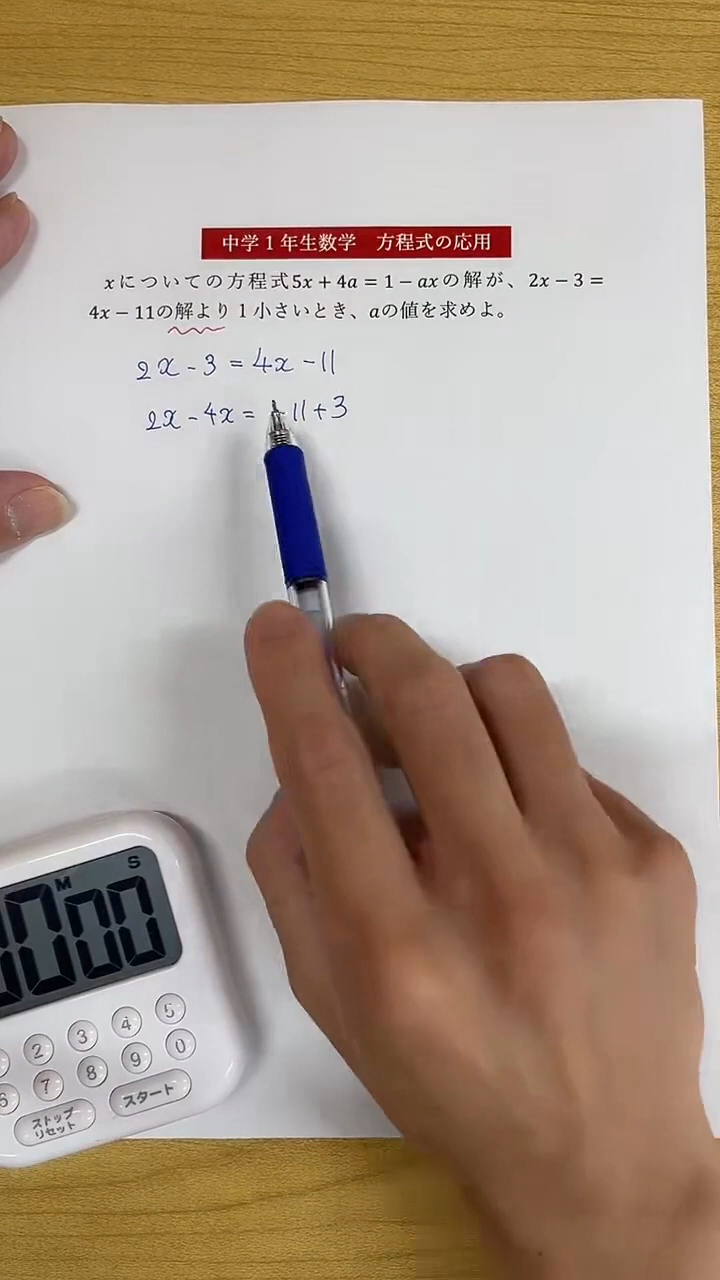 中学1年生数学　方程式の応用
xについての方程式5x + 4a = 1 − axの解が、2x − 3 =
4x − 11の解より1小さいとき、aの値を求めよ。
2x - 3 = 4x - 11
2x - 4x = -11 + 3
M S
00
2 3 4 5
6 7 8 9 0
ストップ
リセット
スタート